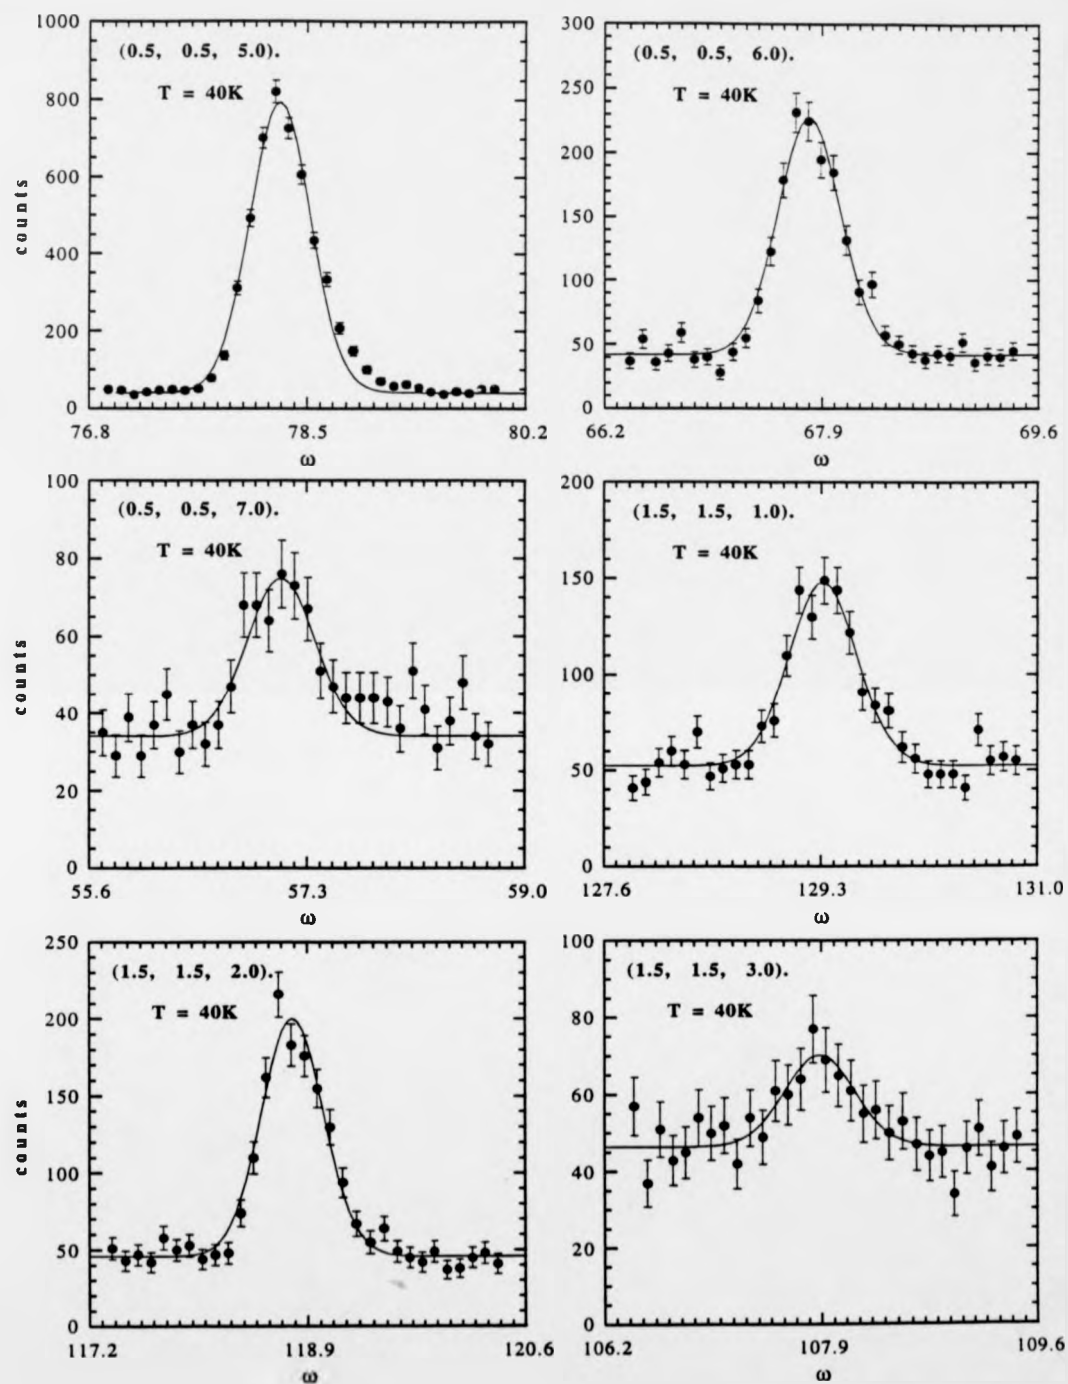 1000
(0.5, 0.5, 5.0).
T = 40K
800
600
400
200
0
counts
76.8
78.5
80.2
ω
300
(0.5, 0.5, 6.0).
T = 40K
250
200
150
100
50
0
66.2
67.9
69.6
ω
100
(0.5, 0.5, 7.0).
T = 40K
80
60
40
20
0
counts
55.6
57.3
59.0
ω
200
(1.5, 1.5, 1.0).
T = 40K
150
100
50
0
127.6
129.3
131.0
ω
250
(1.5, 1.5, 2.0).
T = 40K
200
150
100
50
0
counts
117.2
118.9
120.6
ω
100
(1.5, 1.5, 3.0).
T = 40K
80
60
40
20
0
106.2
107.9
109.6
ω